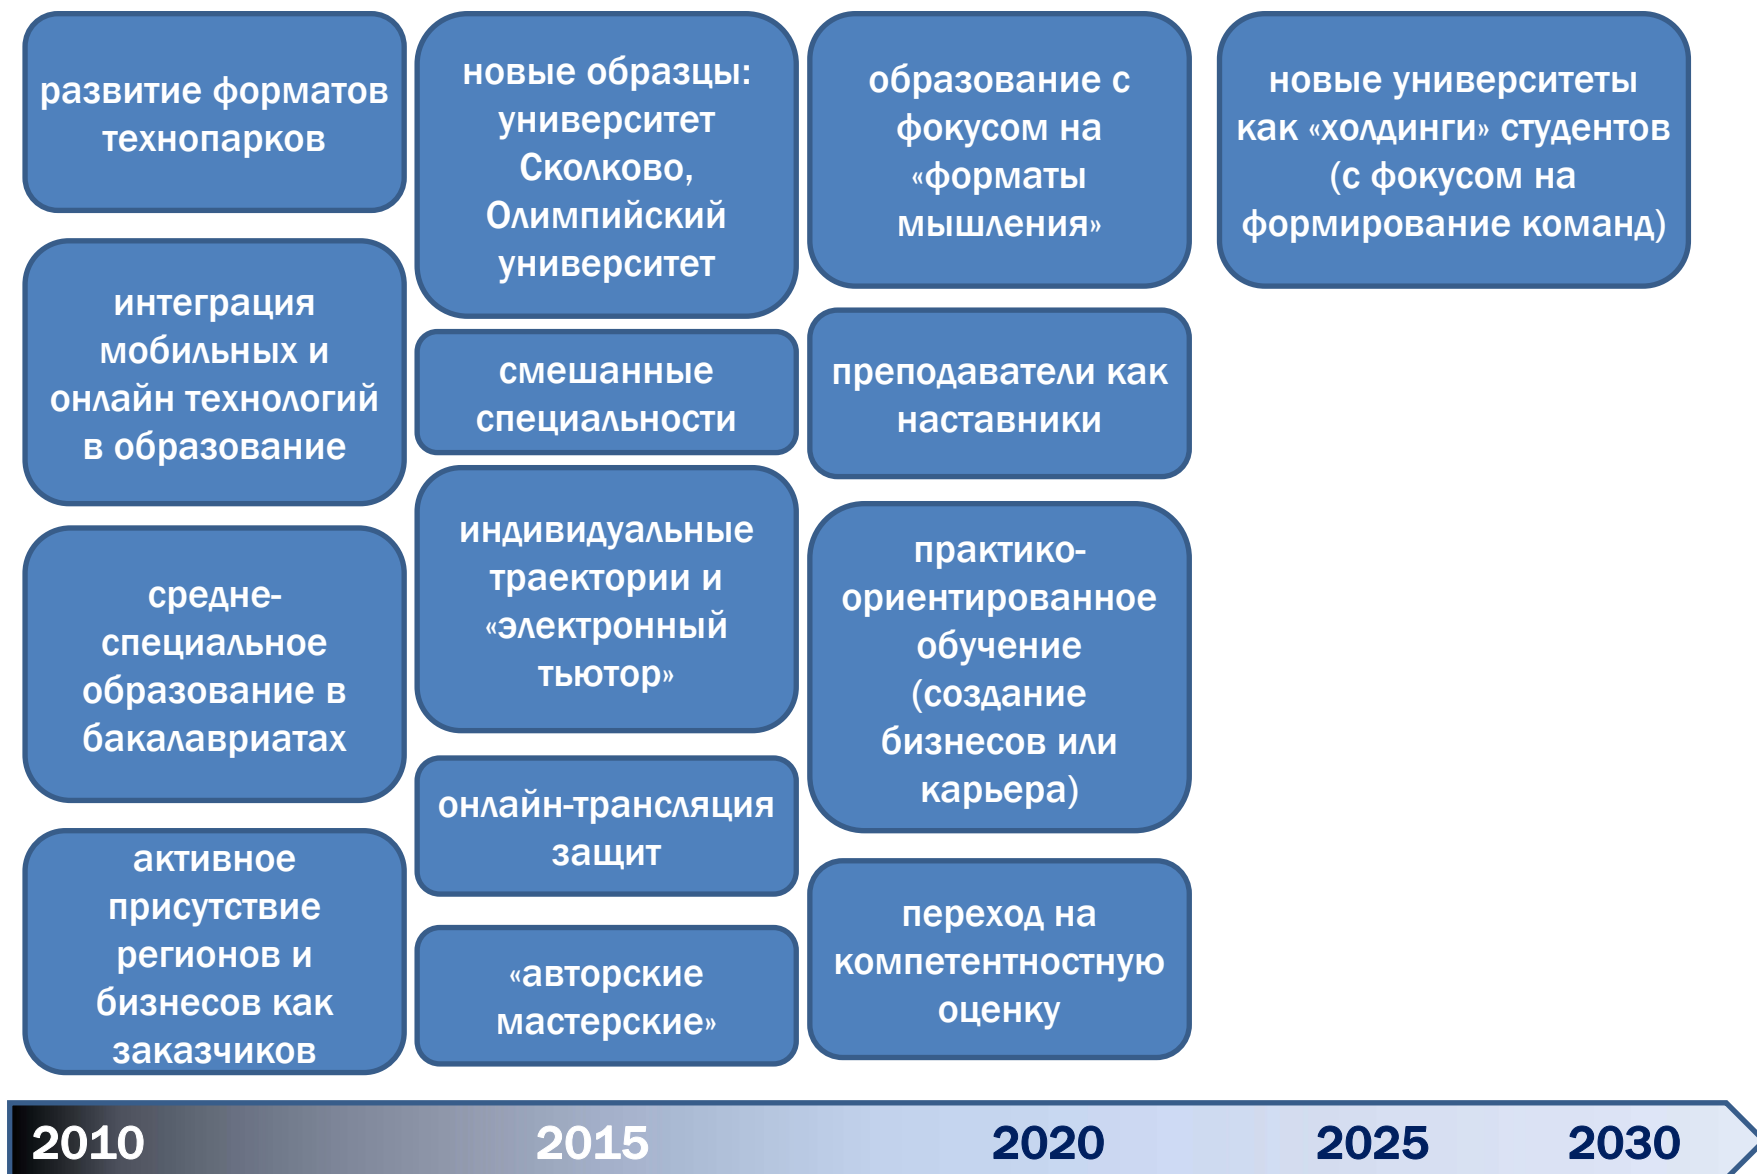 развитие форматов
технопарков
интеграция
мобильных и
онлайн технологий
в образование
средне-
специальное
образование в
бакалавриатах
активное
присутствие
регионов и
бизнесов как
заказчиков
новые образцы:
университет
Сколково,
Олимпийский
университет
смешанные
специальности
индивидуальные
траектории и
«электронный
тьютор»
онлайн-трансляция
защит
«авторские
мастерские»
образование с
фокусом на
«форматы
мышления»
преподаватели как
наставники
практико-
ориентированное
обучение
(создание
бизнесов или
карьера)
переход на
компетентностную
оценку
новые университеты
как «холдинги» студентов
(с фокусом на
формирование команд)
2010 2015 2020 2025 2030